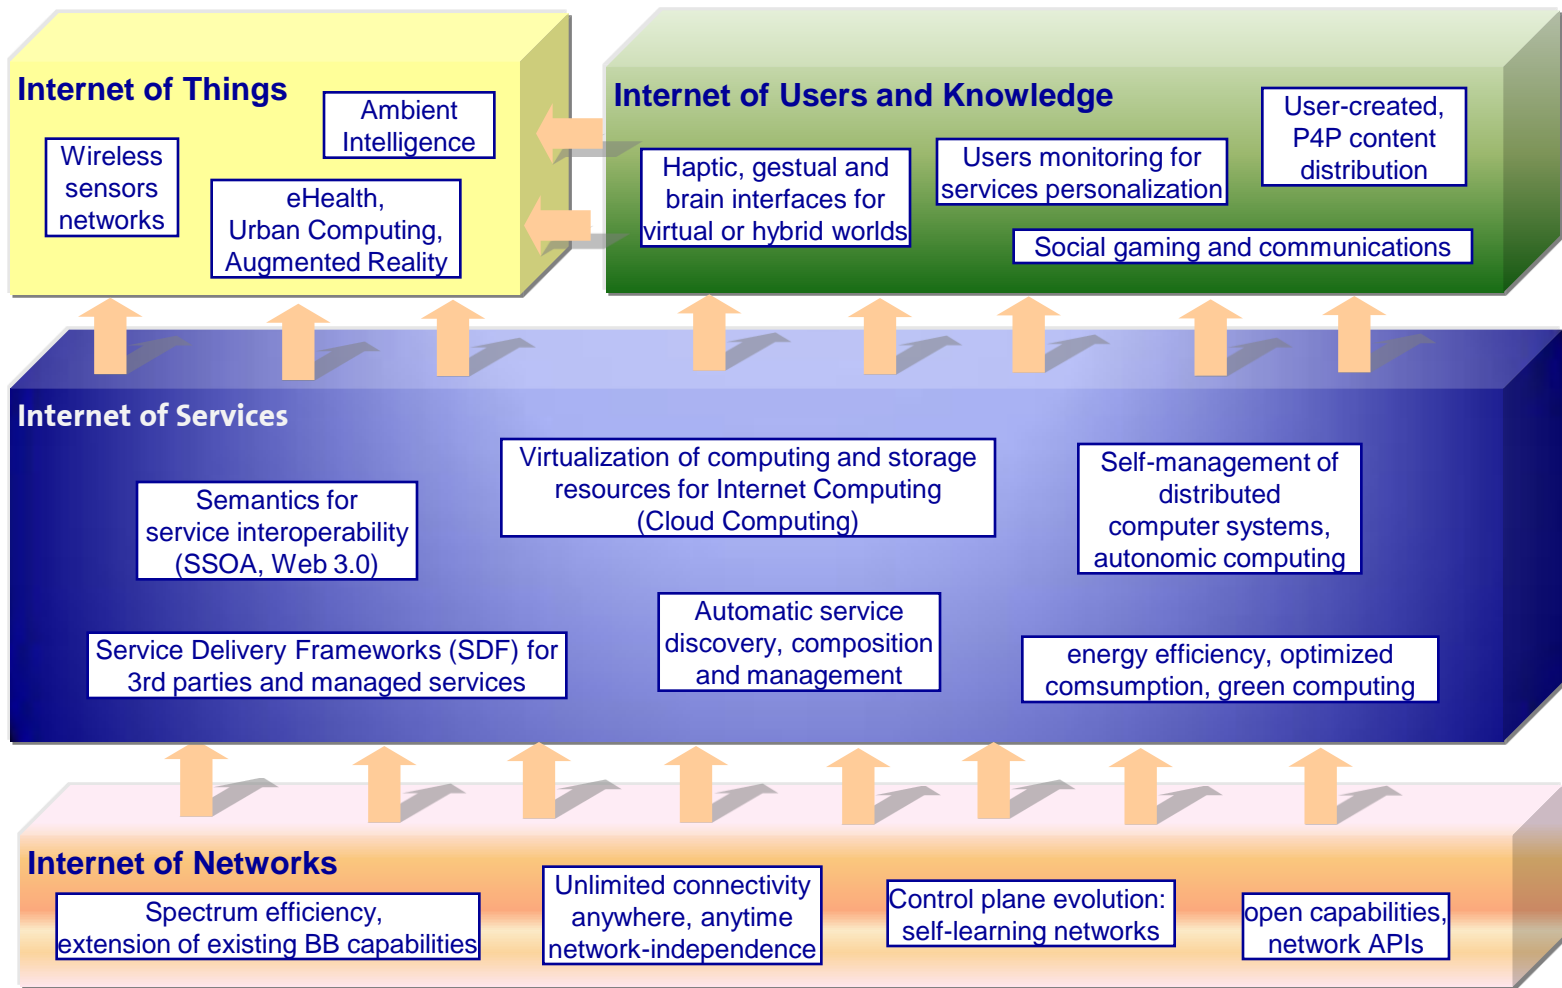 Internet of Things
Ambient
Intelligence
Wireless
sensors
networks
eHealth,
Urban Computing,
Augmented Reality
Internet of Users and Knowledge
User-created,
P4P content
distribution
Haptic, gestual and
brain interfaces for
virtual or hybrid worlds
Users monitoring for
services personalization
Social gaming and communications
Internet of Services
Virtualization of computing and storage
resources for Internet Computing
(Cloud Computing)
Self-management of
distributed
computer systems,
autonomic computing
Semantics for
service interoperability
(SSOA, Web 3.0)
Automatic service
discovery, composition
and management
Service Delivery Frameworks (SDF) for
3rd parties and managed services
energy efficiency, optimized
comsumption, green computing
Internet of Networks
Spectrum efficiency,
extension of existing BB capabilities
Unlimited connectivity
anywhere, anytime
network-independence
Control plane evolution:
self-learning networks
open capabilities,
network APIs